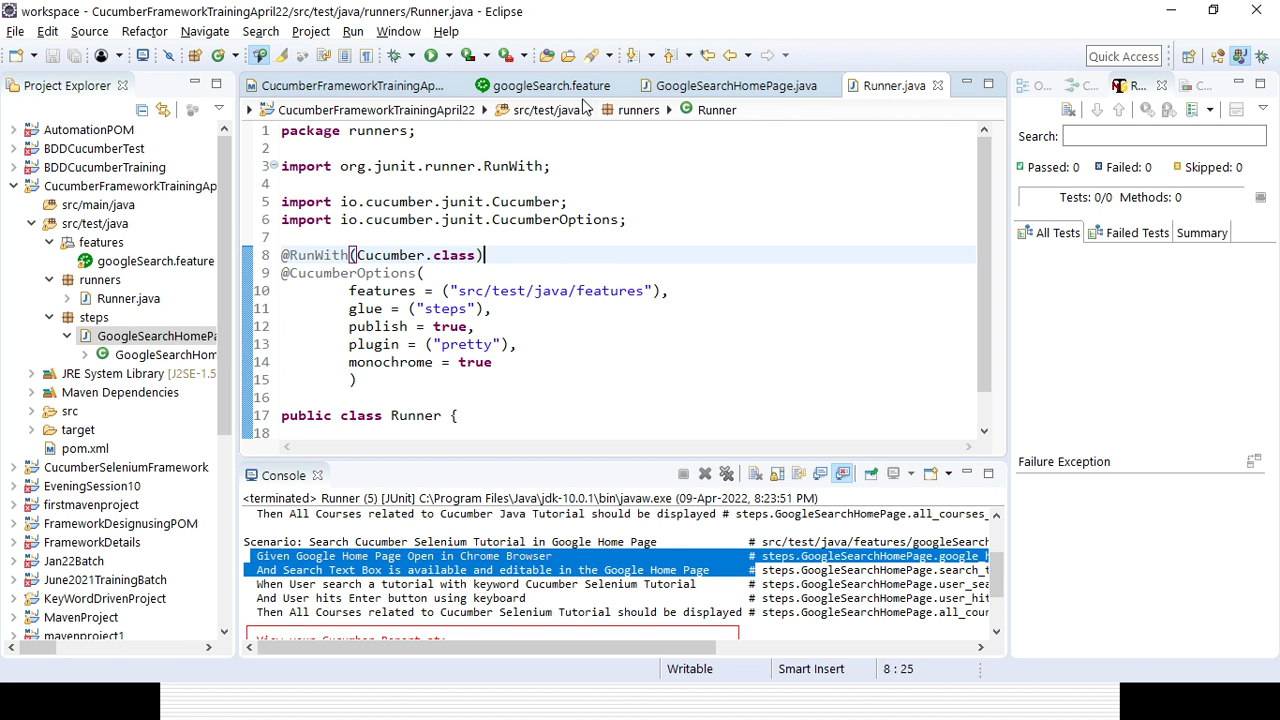 workspace - CucumberFrameworkTrainingApril22/src/test/java/runners/Runner.java - Eclipse
File Edit Source Refactor Navigate Search Project Run Window Help
Quick Access
Project Explorer
AutomationPOM
BDDCucumberTest
BDDCucumberTraining
CucumberFrameworkTrainingAp
src/main/java
src/test/java
features
googleSearch.feature
runners
Runner.java
steps
GoogleSearchHomePa
GoogleSearchHom
JRE System Library [J2SE-1.5
Maven Dependencies
src
target
pom.xml
CucumberSeleniumFramework
EveningSession10
firstmavenproject
FrameworkDesignusingPOM
FrameworkDetails
Jan22Batch
June2021TrainingBatch
KeyWordDrivenProject
MavenProject
mavenproject1
CucumberFrameworkTrainingAp... googleSearch.feature GoogleSearchHomePage.java Runner.java
CucumberFrameworkTrainingApril22 src/test/java runners Runner
1 package runners;
2
3 import org.junit.runner.RunWith;
4
5 import io.cucumber.junit.Cucumber;
6 import io.cucumber.junit.CucumberOptions;
7
8 @RunWith(Cucumber.class)
9 @CucumberOptions(
10 features = ("src/test/java/features"),
11 glue = ("steps"),
12 publish = true,
13 plugin = ("pretty"),
14 monochrome = true
15 )
16
17 public class Runner {
18
Console
<terminated> Runner (5) [JUnit] C:\Program Files\Java\jdk-10.0.1\bin\javaw.exe (09-Apr-2022, 8:23:51 PM)
Then All Courses related to Cucumber Java Tutorial should be displayed # steps.GoogleSearchHomePage.all_courses_
Scenario: Search Cucumber Selenium Tutorial in Google Home Page # src/test/java/features/googleSearc
Given Google Home Page Open in Chrome Browser # steps.GoogleSearchHomePage.google_h
And Search Text Box is available and editable in the Google Home Page # steps.GoogleSearchHomePage.search_t
When User search a tutorial with keyword Cucumber Selenium Tutorial # steps.GoogleSearchHomePage.user_sea
And User hits Enter button using keyboard # steps.GoogleSearchHomePage.user_hit
Then All Courses related to Cucumber Selenium Tutorial should be displayed # steps.GoogleSearchHomePage.all_cou
View your Cucumber Report at:
O... C... R... C...
Search:
Passed: 0 Failed: 0 Skipped: 0
Tests: 0/0 Methods: 0
All Tests Failed Tests Summary
Failure Exception
Writable Smart Insert 8 : 25